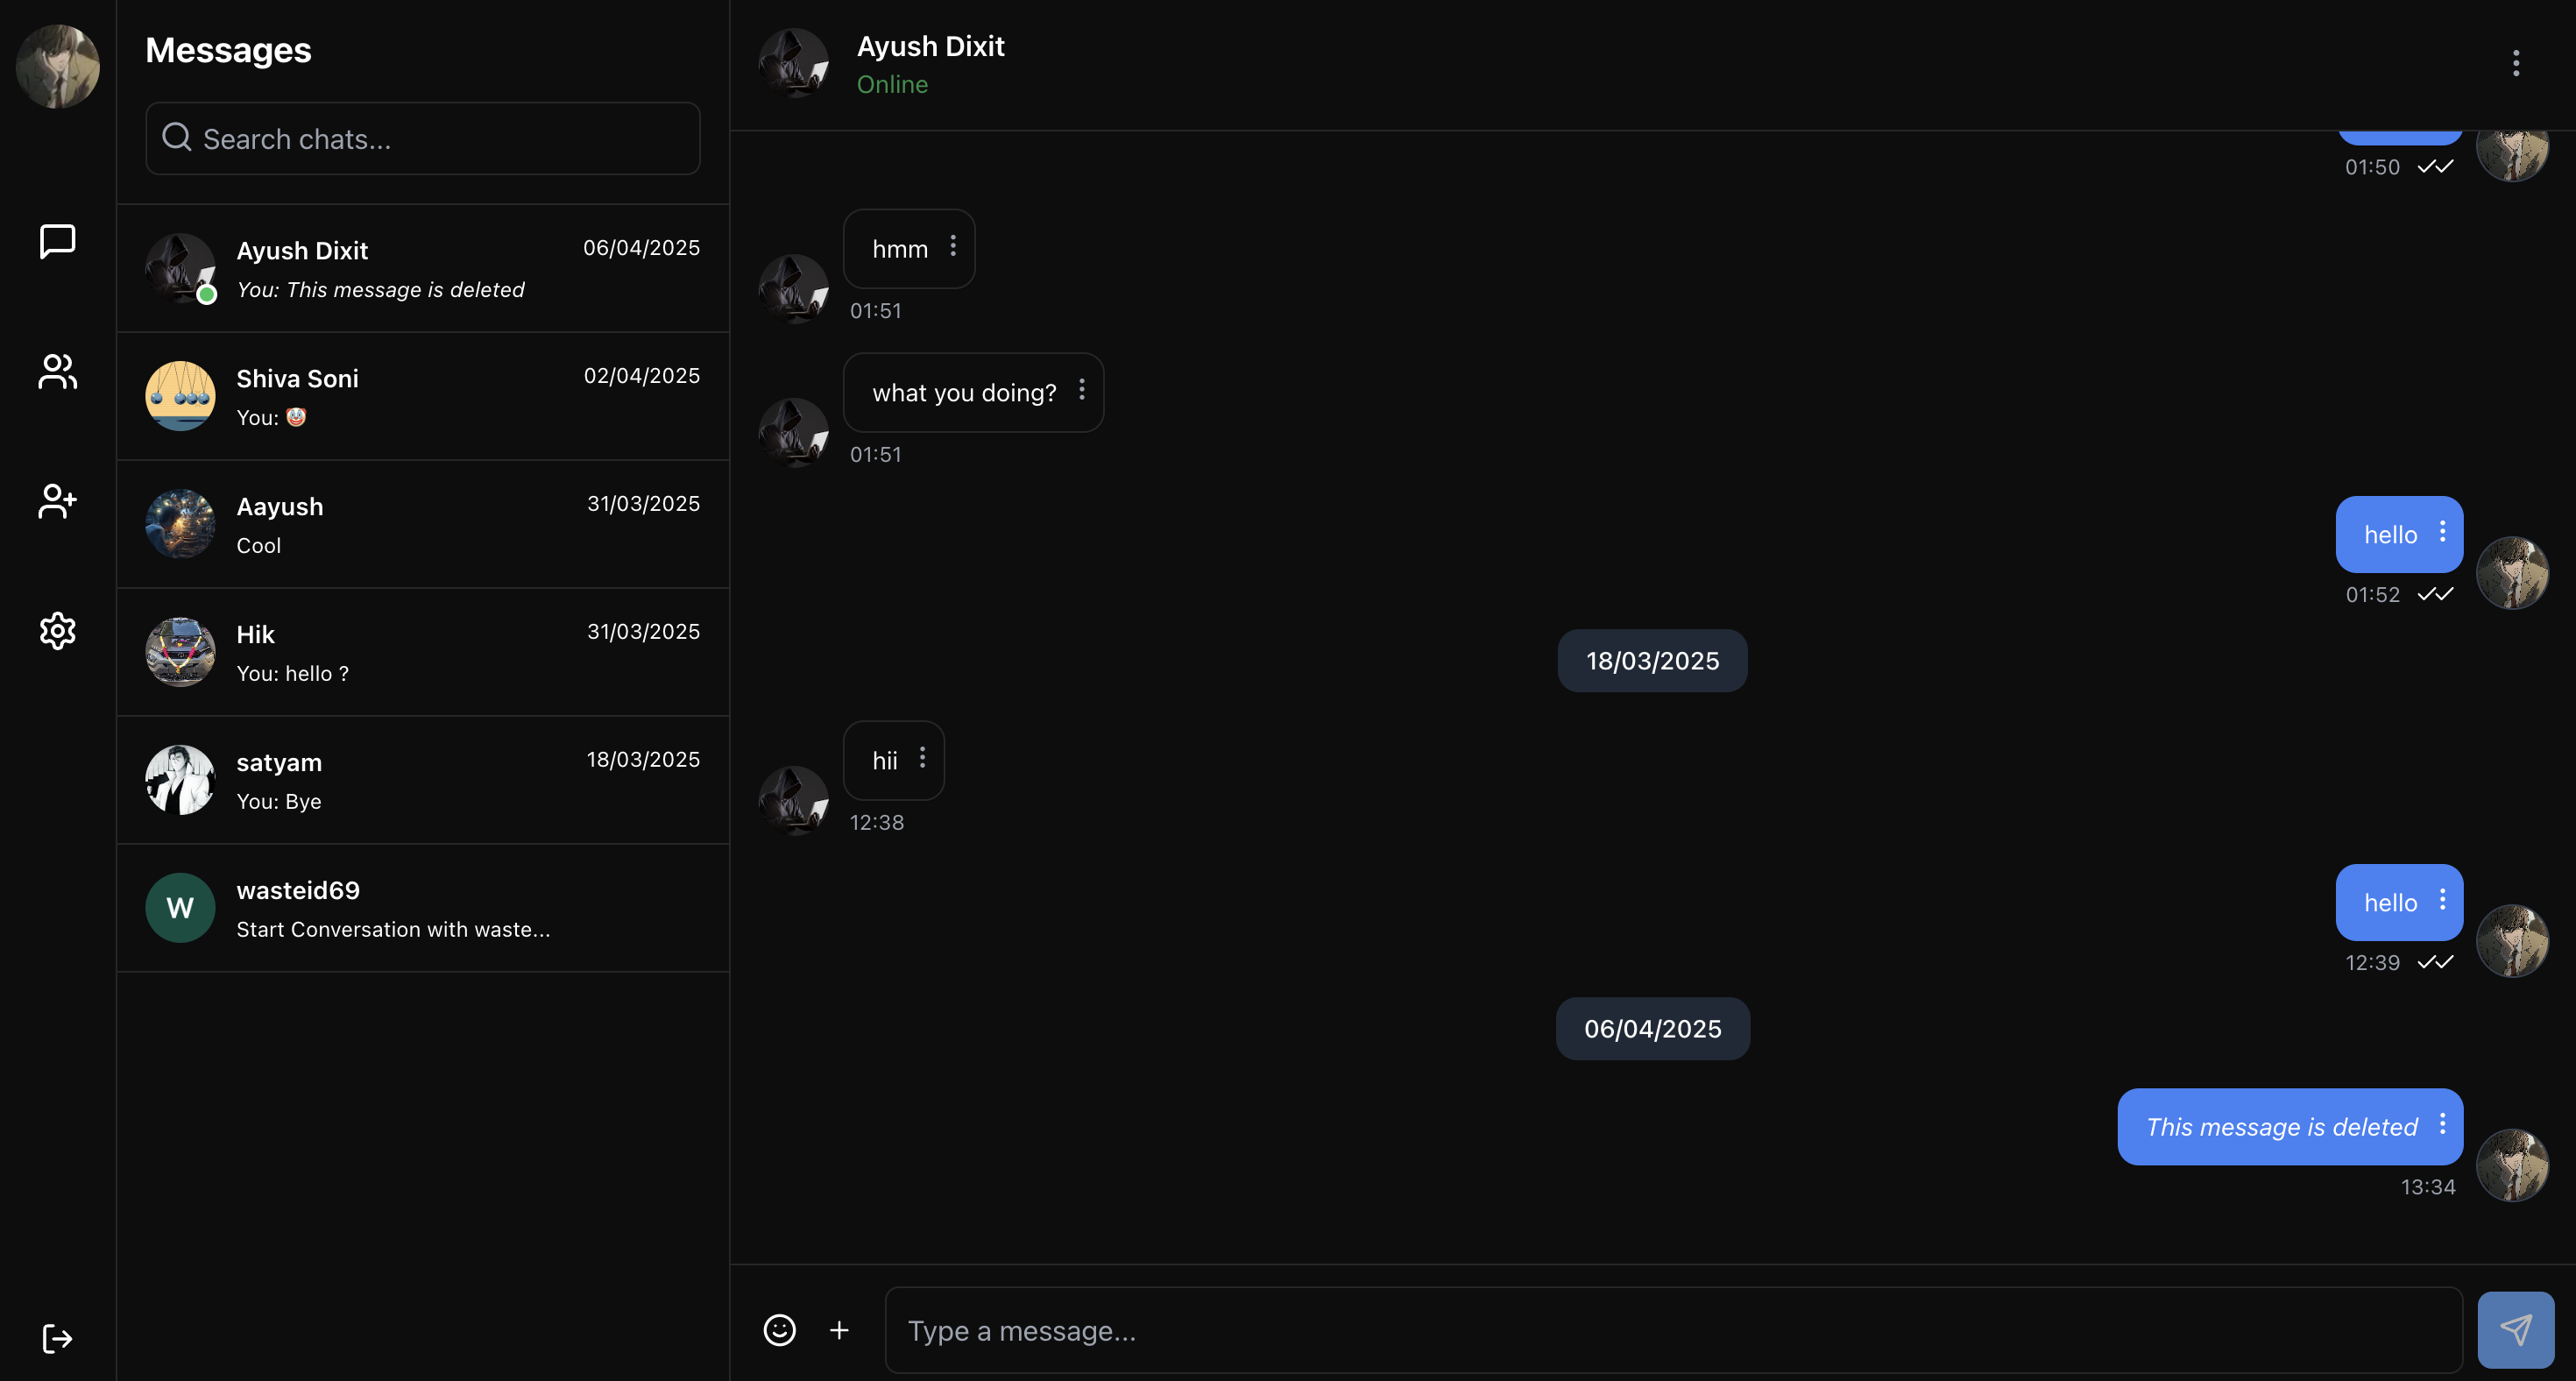 Messages
Search chats...
Ayush Dixit
06/04/2025
You: This message is deleted
Shiva Soni
02/04/2025
You: 🤡
Aayush
31/03/2025
Cool
Hik
31/03/2025
You: hello ?
satyam
18/03/2025
You: Bye
W
wasteid69
Start Conversation with waste...
Ayush Dixit
Online
01:50
hmm
01:51
what you doing?
01:51
hello
01:52
18/03/2025
hii
12:38
hello
12:39
06/04/2025
This message is deleted
13:34
Type a message...